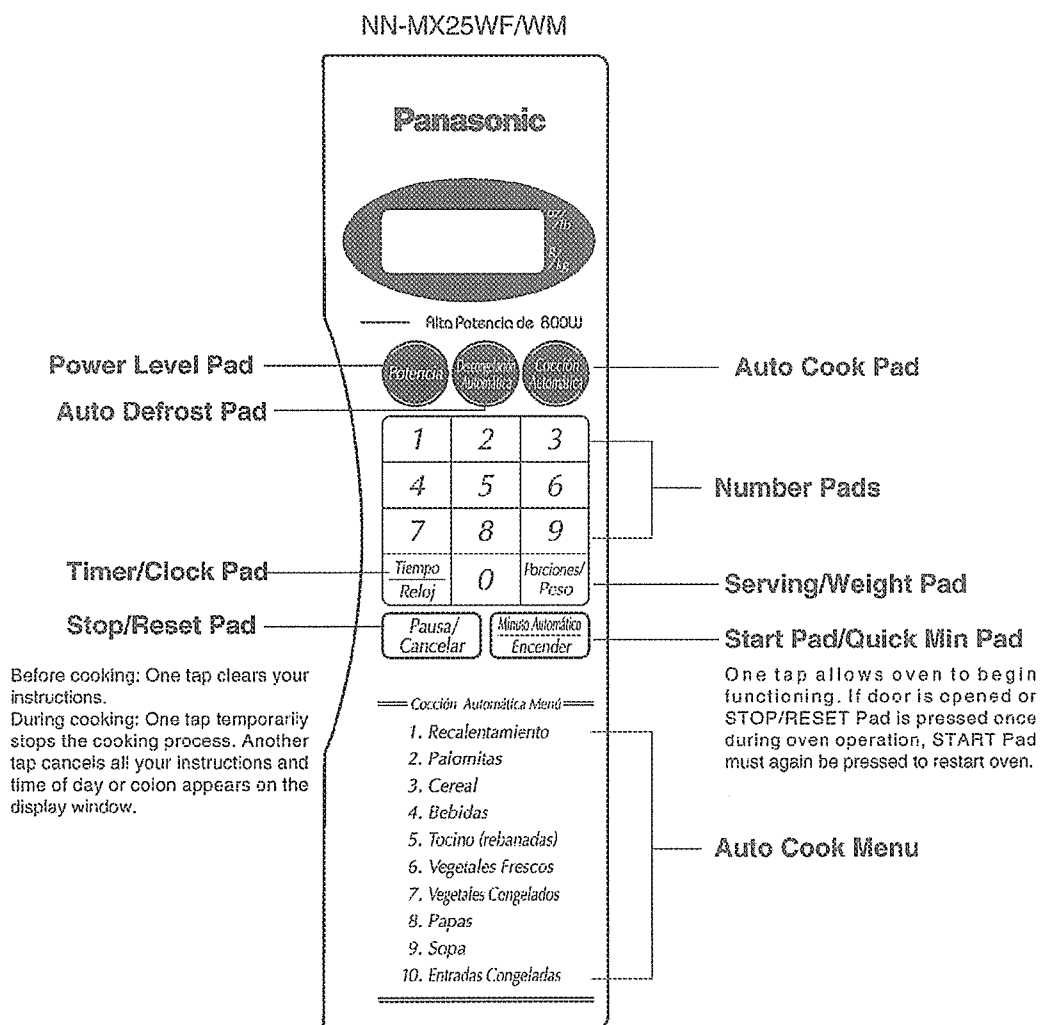 NN-MX25WF/WM
Panasonic
oz/lb
g/kg
Alta Potencia de 800W
Power Level Pad
Potencia
Automática
Cocción
Automática
Auto Cook Pad
Auto Defrost Pad
1 2 3
4 5 6
Number Pads
7 8 9
Timer/Clock Pad
Tiempo
Reloj
0
Porciones/
Peso
Serving/Weight Pad
Stop/Reset Pad
Pausa/
Cancelar
Minuto Automático
Encender
Start Pad/Quick Min Pad
Before cooking: One tap clears your
instructions.
During cooking: One tap temporarily
stops the cooking process. Another
tap cancels all your instructions and
time of day or colon appears on the
display window.
One tap allows oven to begin
functioning. If door is opened or
STOP/RESET Pad is pressed once
during oven operation, START Pad
must again be pressed to restart oven.
Cocción Automática Menú
1. Recalentamiento
2. Palomitas
3. Cereal
4. Bebidas
5. Tocino (rebanadas)
6. Vegetales Frescos
7. Vegetales Congelados
8. Papas
9. Sopa
10. Entradas Congeladas
Auto Cook Menu